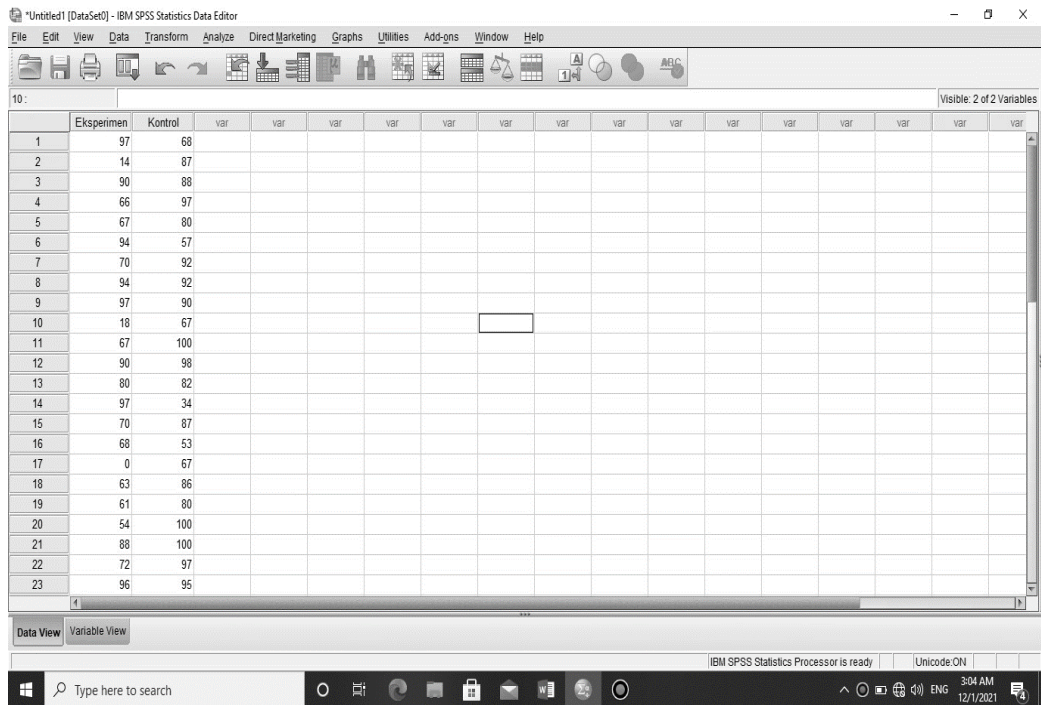 *Untitled1 [DataSet0] - IBM SPSS Statistics Data Editor
File Edit View Data Transform Analyze Direct Marketing Graphs Utilities Add-ons Window Help
10 : Visible: 2 of 2 Variables
Eksperimen Kontrol var var var var var var var var var var var var var var var
1 97 68
2 14 87
3 90 88
4 66 97
5 67 80
6 94 57
7 70 92
8 94 92
9 97 90
10 18 67
11 67 100
12 90 98
13 80 82
14 97 34
15 70 87
16 68 53
17 0 67
18 63 86
19 61 80
20 54 100
21 88 100
22 72 97
23 96 95
Data View Variable View
IBM SPSS Statistics Processor is ready Unicode:ON
Type here to search ENG 3:04 AM
12/1/2021